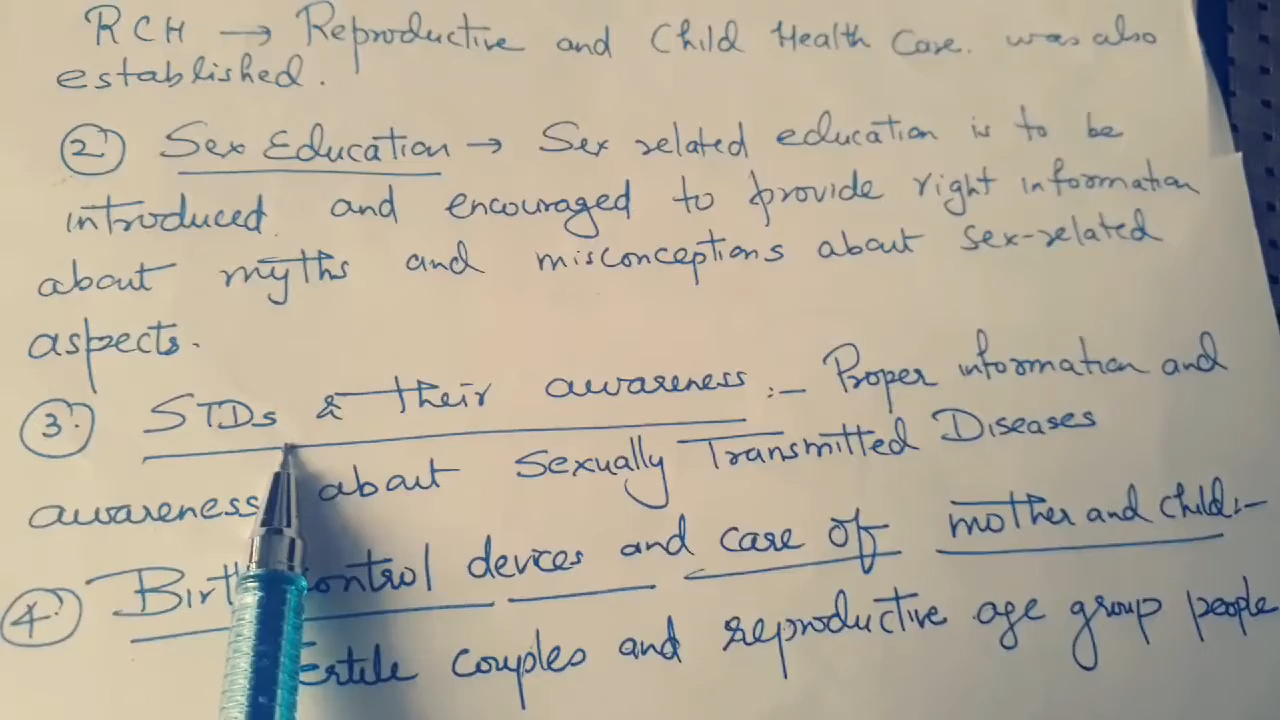 RCH → Reproductive and Child Health Care. was also
established.
② Sex Education → Sex related education is to be
introduced and encouraged to provide right information
about myths and misconceptions about sex-related
aspects.
③ STDs & their awareness :- Proper information and
awareness about Sexually Transmitted Diseases
④ Birth control devices and care of mother and child:-
couples and reproductive age group people